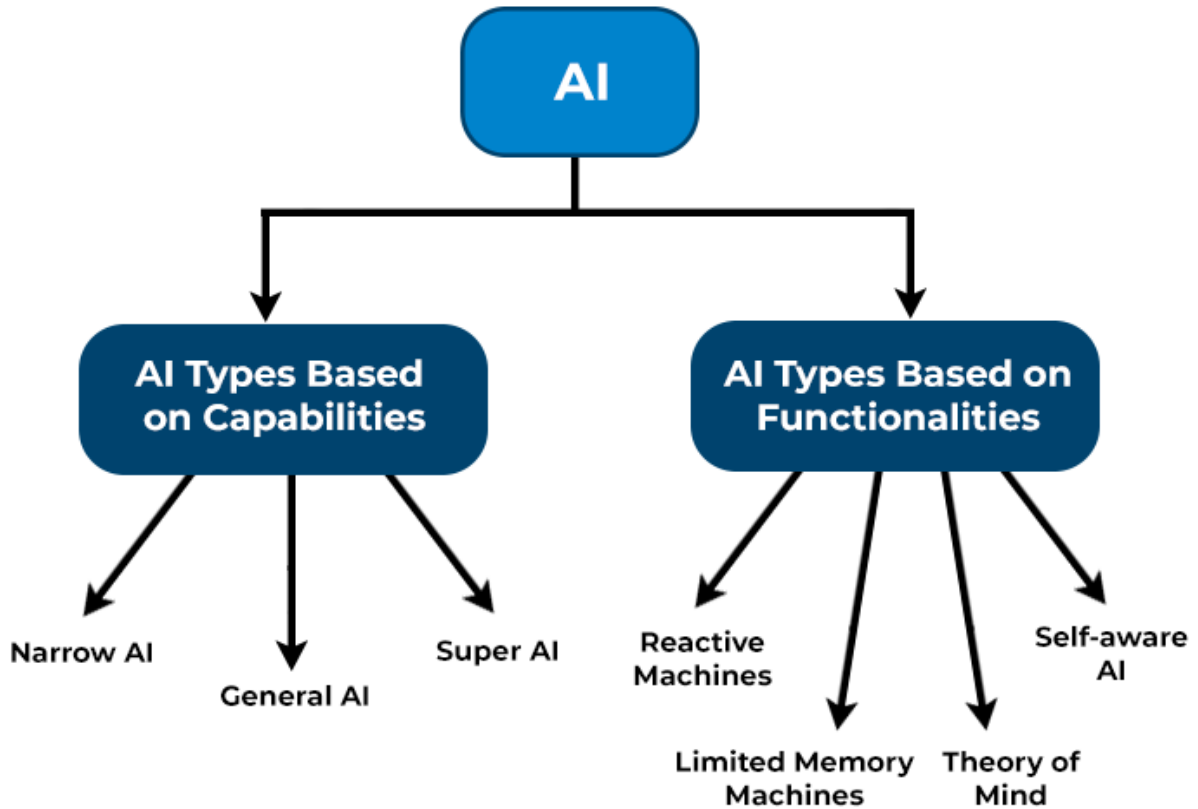 AI
AI Types Based
on Capabilities
AI Types Based on
Functionalities
Narrow AI
General AI
Super AI
Reactive
Machines
Limited Memory
Machines
Theory of
Mind
Self-aware
AI